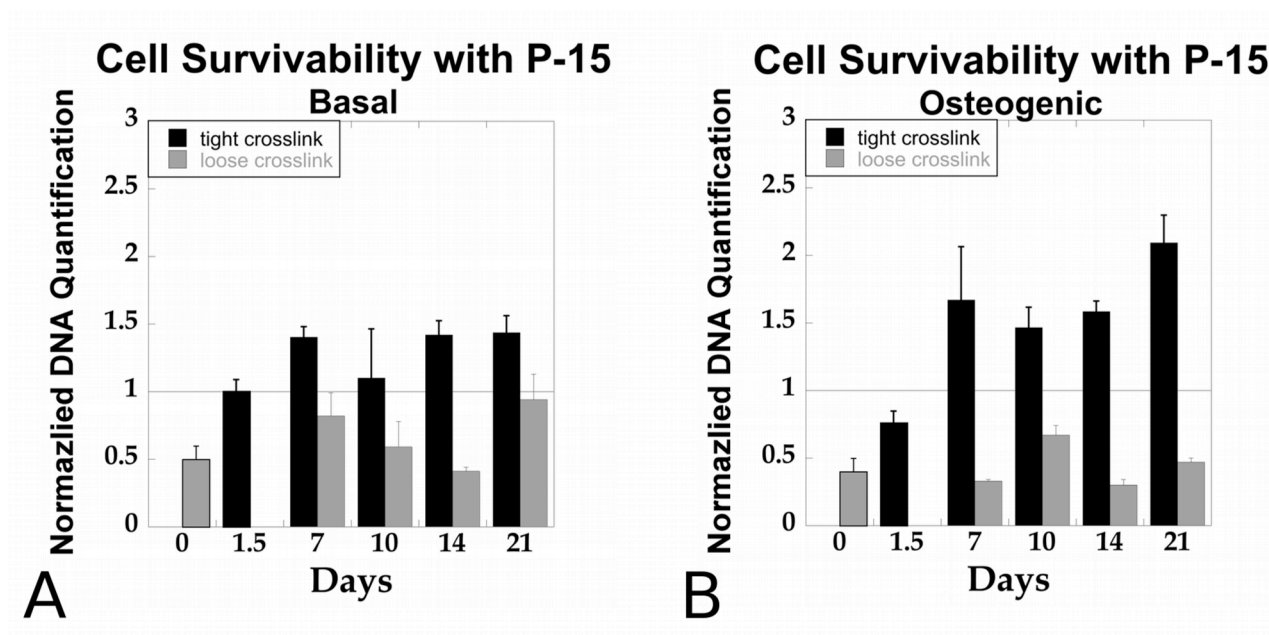 Cell Survivability with P-15
Basal
Normazlied DNA Quantification
3
2.5
2
1.5
1
0.5
0
tight crosslink
loose crosslink
0 1.5 7 10 14 21
Days
A
Cell Survivability with P-15
Osteogenic
Normazlied DNA Quantification
3
2.5
2
1.5
1
0.5
0
tight crosslink
loose crosslink
0 1.5 7 10 14 21
Days
B